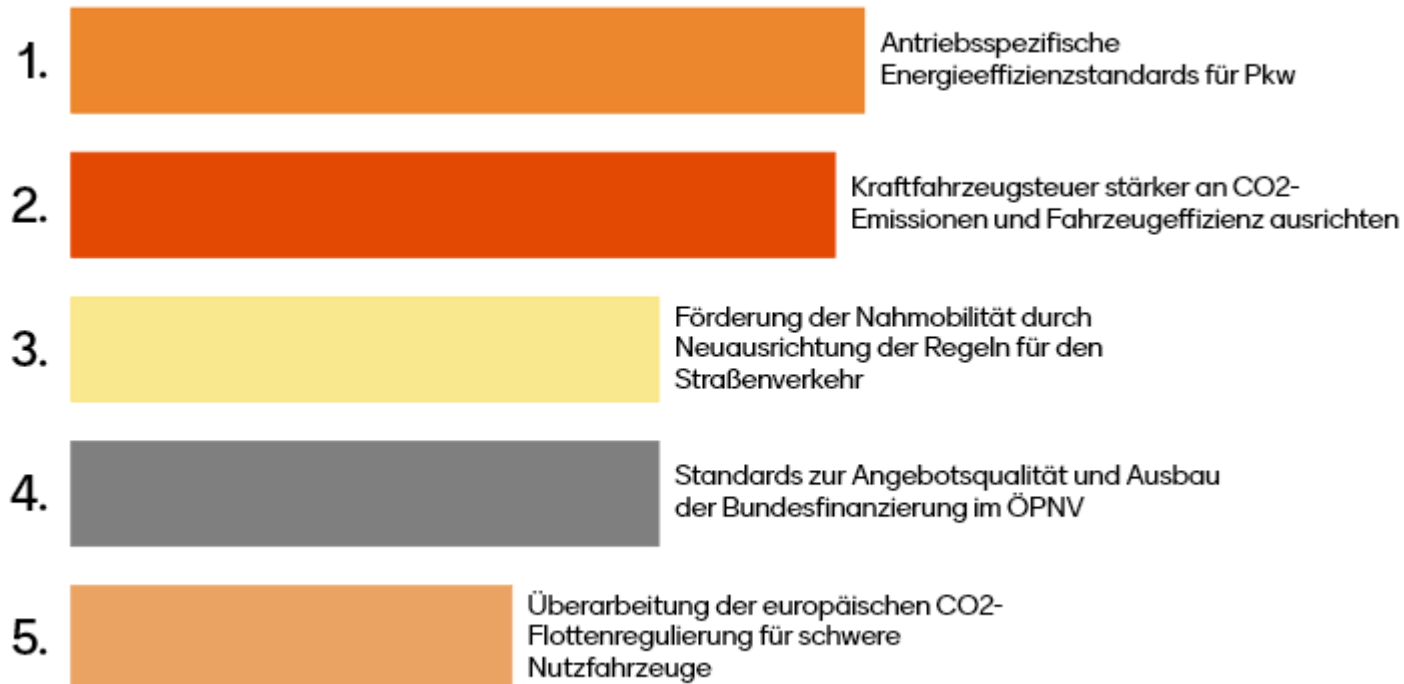 1.
Antriebsspezifische
Energieeffizienzstandards für Pkw
2.
Kraftfahrzeugsteuer stärker an CO2-
Emissionen und Fahrzeugeffizienz ausrichten
3.
Förderung der Nahmobilität durch
Neuausrichtung der Regeln für den
Straßenverkehr
4.
Standards zur Angebotsqualität und Ausbau
der Bundesfinanzierung im ÖPNV
5.
Überarbeitung der europäischen CO2-
Flottenregulierung für schwere
Nutzfahrzeuge